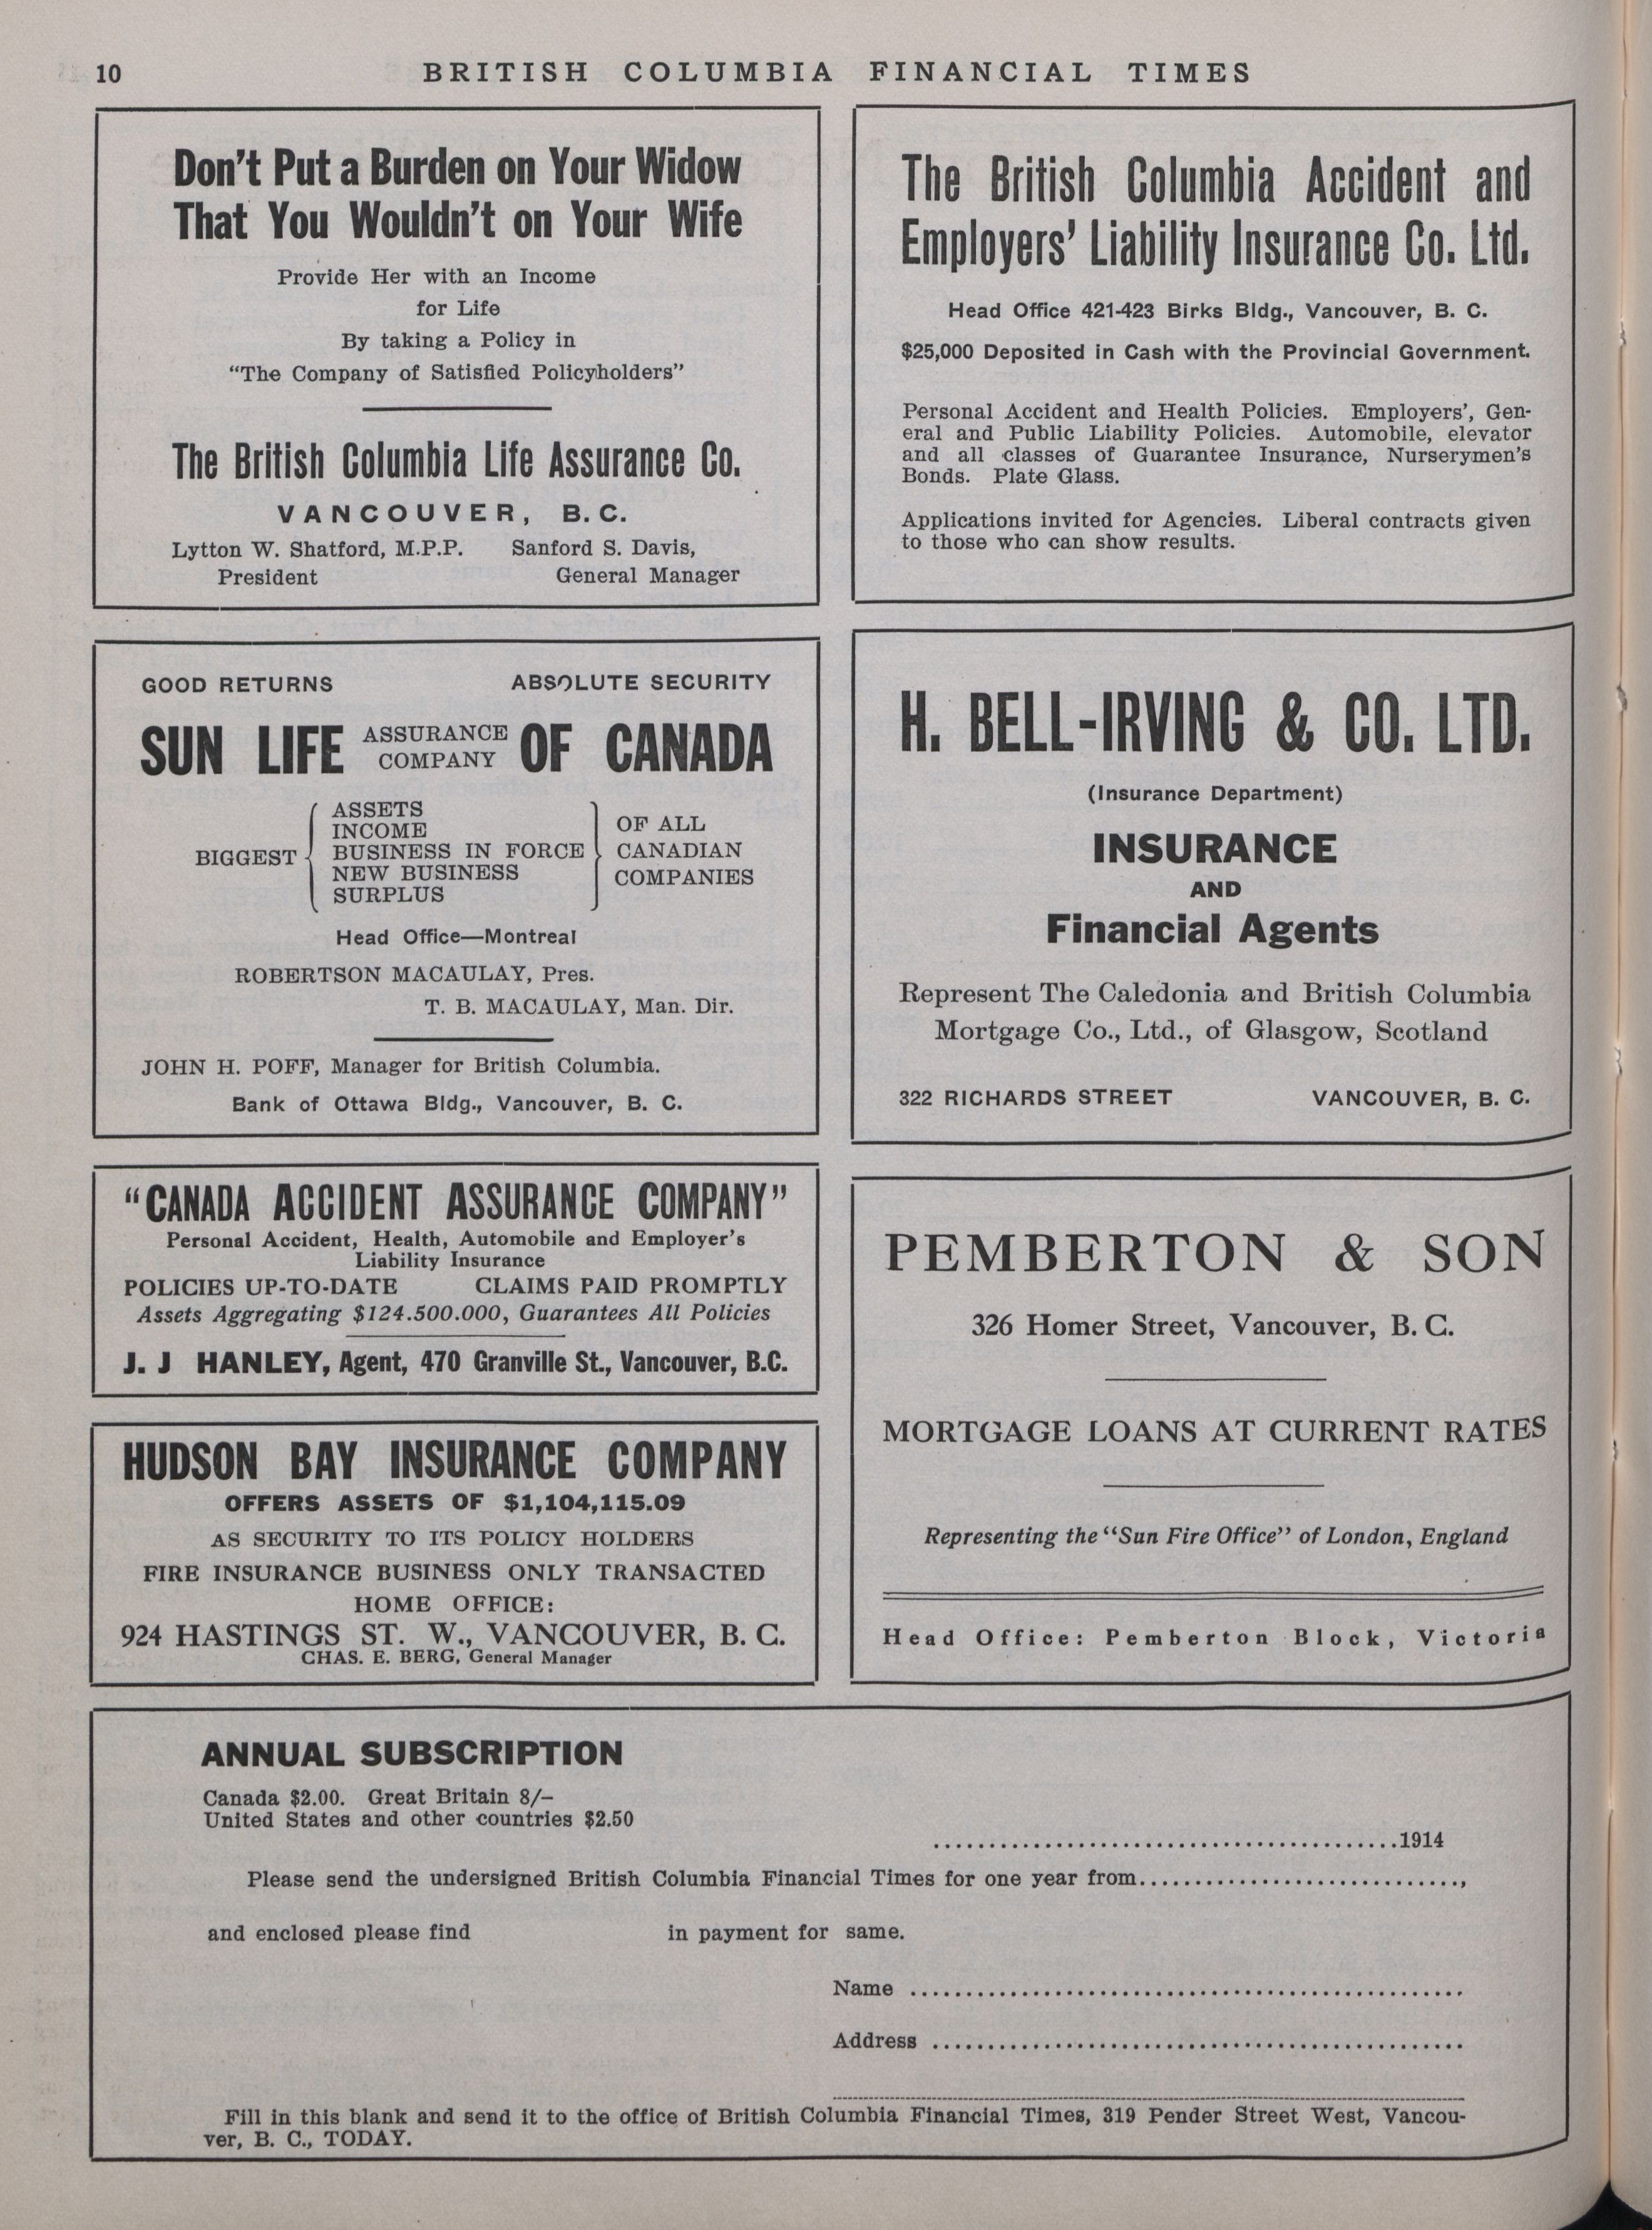 10
BRITISH COLUMBIA FINANCIAL TIMES
Don't Put a Burden on Your Widow
That You Wouldn't on Your Wife
Provide Her with an Income
for Life
By taking a Policy in
"The Company of Satisfied Policyholders"
The British Columbia Life Assurance Co.
VANCOUVER, B. C.
Lytton W. Shatford, M.P.P. Sanford S. Davis,
President General Manager
The British Columbia Accident and
Employers' Liability Insurance Co. Ltd.
Head Office 421-423 Birks Bldg., Vancouver, B. C.
$25,000 Deposited in Cash with the Provincial Government.
Personal Accident and Health Policies. Employers', Gen-
eral and Public Liability Policies. Automobile, elevator
and all classes of Guarantee Insurance, Nurserymen's
Bonds. Plate Glass.
Applications invited for Agencies. Liberal contracts given
to those who can show results.
GOOD RETURNS ABSOLUTE SECURITY
SUN LIFE ASSURANCE COMPANY OF CANADA
BIGGEST
ASSETS
INCOME
BUSINESS IN FORCE
NEW BUSINESS
SURPLUS
OF ALL
CANADIAN
COMPANIES
Head Office—Montreal
ROBERTSON MACAULAY, Pres.
T. B. MACAULAY, Man. Dir.
JOHN H. POFF, Manager for British Columbia.
Bank of Ottawa Bldg., Vancouver, B. C.
H. BELL-IRVING & CO. LTD.
(Insurance Department)
INSURANCE
AND
Financial Agents
Represent The Caledonia and British Columbia
Mortgage Co., Ltd., of Glasgow, Scotland
322 RICHARDS STREET VANCOUVER, B. C.
"CANADA ACCIDENT ASSURANCE COMPANY"
Personal Accident, Health, Automobile and Employer's
Liability Insurance
POLICIES UP-TO-DATE CLAIMS PAID PROMPTLY
Assets Aggregating $124.500.000, Guarantees All Policies
J. J HANLEY, Agent, 470 Granville St., Vancouver, B.C.
HUDSON BAY INSURANCE COMPANY
OFFERS ASSETS OF $1,104,115.09
AS SECURITY TO ITS POLICY HOLDERS
FIRE INSURANCE BUSINESS ONLY TRANSACTED
HOME OFFICE:
924 HASTINGS ST. W., VANCOUVER, B. C.
CHAS. E. BERG, General Manager
PEMBERTON & SON
326 Homer Street, Vancouver, B. C.
MORTGAGE LOANS AT CURRENT RATES
Representing the "Sun Fire Office" of London, England
Head Office: Pemberton Block, Victoria
ANNUAL SUBSCRIPTION
Canada $2.00. Great Britain 8/–
United States and other countries $2.50
..........................................1914
Please send the undersigned British Columbia Financial Times for one year from.............................,
and enclosed please find in payment for same.
Name ..................................................
Address ................................................
Fill in this blank and send it to the office of British Columbia Financial Times, 319 Pender Street West, Vancou-
ver, B. C., TODAY.